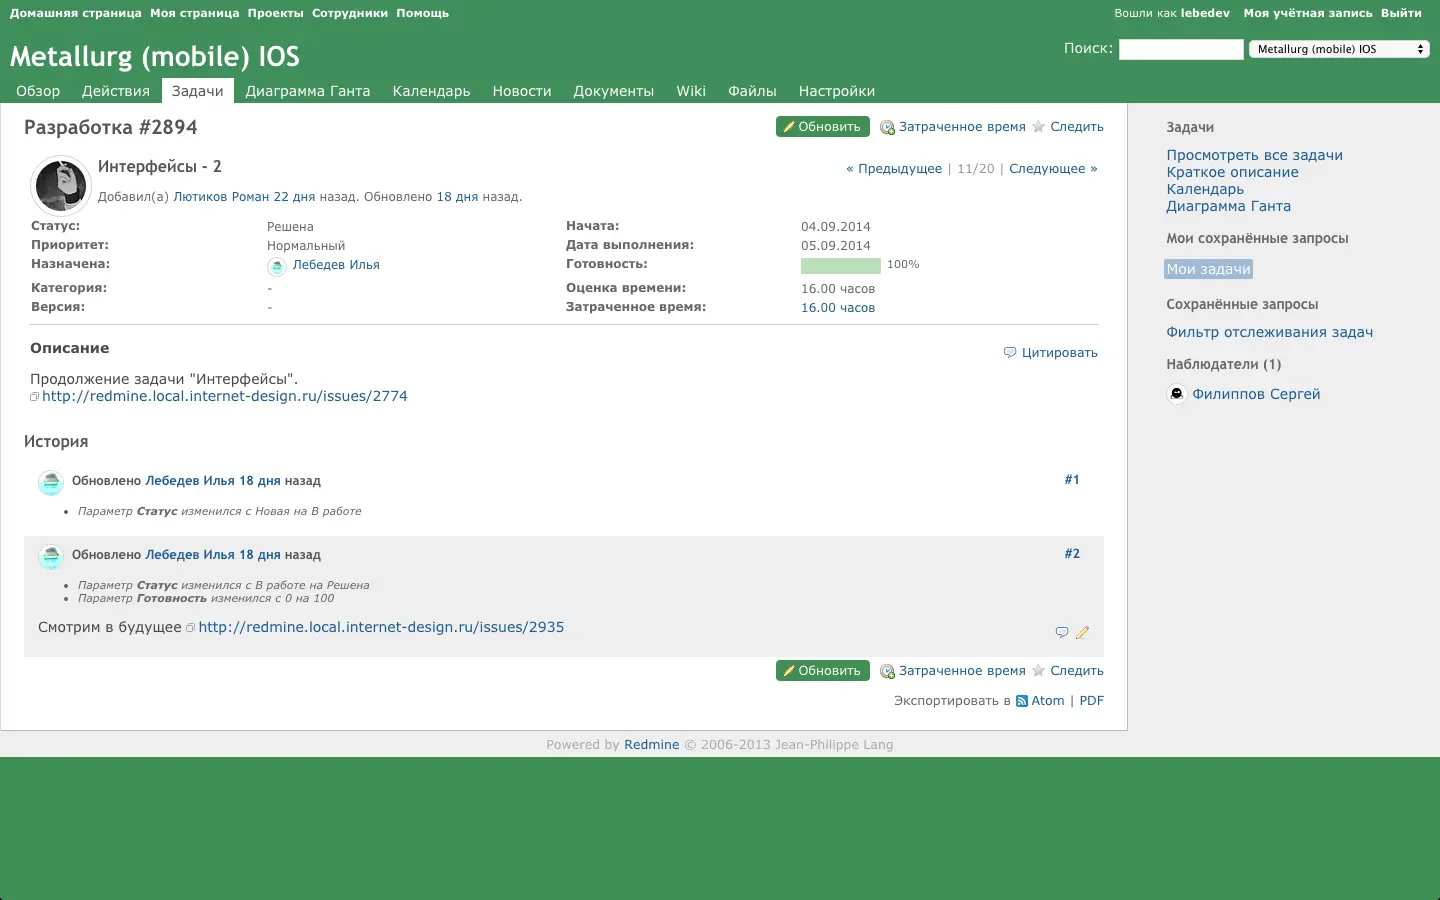 Домашняя страница Моя страница Проекты Сотрудники Помощь
Вошли как lebedev Моя учётная запись Выйти
Metallurg (mobile) IOS
Поиск: Metallurg (mobile) IOS
Обзор Действия Задачи Диаграмма Ганта Календарь Новости Документы Wiki Файлы Настройки
Разработка #2894
Обновить Затраченное время Следить
Интерфейсы - 2
« Предыдущее | 11/20 | Следующее »
Добавил(а) Лютиков Роман 22 дня назад. Обновлено 18 дня назад.
Статус: Решена Начата: 04.09.2014
Приоритет: Нормальный Дата выполнения: 05.09.2014
Назначена: Лебедев Илья Готовность: 100%
Категория: - Оценка времени: 16.00 часов
Версия: - Затраченное время: 16.00 часов
Описание
Цитировать
Продолжение задачи "Интерфейсы".
http://redmine.local.internet-design.ru/issues/2774
История
Обновлено Лебедев Илья 18 дня назад #1
Параметр Статус изменился с Новая на В работе
Обновлено Лебедев Илья 18 дня назад #2
Параметр Статус изменился с В работе на Решена
Параметр Готовность изменился с 0 на 100
Смотрим в будущее http://redmine.local.internet-design.ru/issues/2935
Обновить Затраченное время Следить
Экспортировать в Atom | PDF
Задачи
Просмотреть все задачи
Краткое описание
Календарь
Диаграмма Ганта
Мои сохранённые запросы
Мои задачи
Сохранённые запросы
Фильтр отслеживания задач
Наблюдатели (1)
Филиппов Сергей
Powered by Redmine © 2006-2013 Jean-Philippe Lang